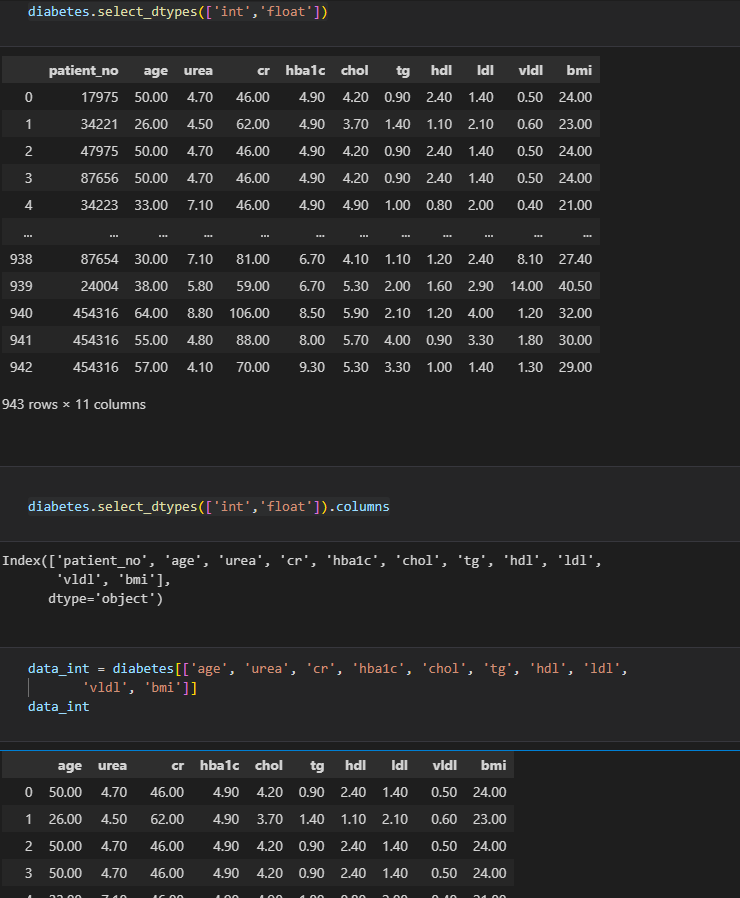 diabetes.select_dtypes(['int','float'])
patient_no age urea cr hba1c chol tg hdl ldl vldl bmi
0 17975 50.00 4.70 46.00 4.90 4.20 0.90 2.40 1.40 0.50 24.00
1 34221 26.00 4.50 62.00 4.90 3.70 1.40 1.10 2.10 0.60 23.00
2 47975 50.00 4.70 46.00 4.90 4.20 0.90 2.40 1.40 0.50 24.00
3 87656 50.00 4.70 46.00 4.90 4.20 0.90 2.40 1.40 0.50 24.00
4 34223 33.00 7.10 46.00 4.90 4.90 1.00 0.80 2.00 0.40 21.00
... ... ... ... ... ... ... ... ... ... ... ...
938 87654 30.00 7.10 81.00 6.70 4.10 1.10 1.20 2.40 8.10 27.40
939 24004 38.00 5.80 59.00 6.70 5.30 2.00 1.60 2.90 14.00 40.50
940 454316 64.00 8.80 106.00 8.50 5.90 2.10 1.20 4.00 1.20 32.00
941 454316 55.00 4.80 88.00 8.00 5.70 4.00 0.90 3.30 1.80 30.00
942 454316 57.00 4.10 70.00 9.30 5.30 3.30 1.00 1.40 1.30 29.00
943 rows × 11 columns
diabetes.select_dtypes(['int','float']).columns
Index(['patient_no', 'age', 'urea', 'cr', 'hba1c', 'chol', 'tg', 'hdl', 'ldl',
'vldl', 'bmi'],
dtype='object')
data_int = diabetes[['age', 'urea', 'cr', 'hba1c', 'chol', 'tg', 'hdl', 'ldl',
'vldl', 'bmi']]
data_int
age urea cr hba1c chol tg hdl ldl vldl bmi
0 50.00 4.70 46.00 4.90 4.20 0.90 2.40 1.40 0.50 24.00
1 26.00 4.50 62.00 4.90 3.70 1.40 1.10 2.10 0.60 23.00
2 50.00 4.70 46.00 4.90 4.20 0.90 2.40 1.40 0.50 24.00
3 50.00 4.70 46.00 4.90 4.20 0.90 2.40 1.40 0.50 24.00